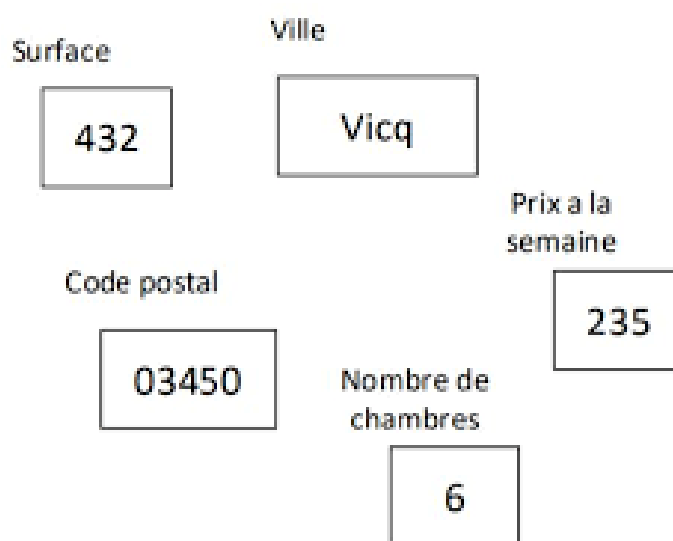 Surface
Ville
432
Vicq
Prix a la
semaine
Code postal
235
03450
Nombre de
chambres
6